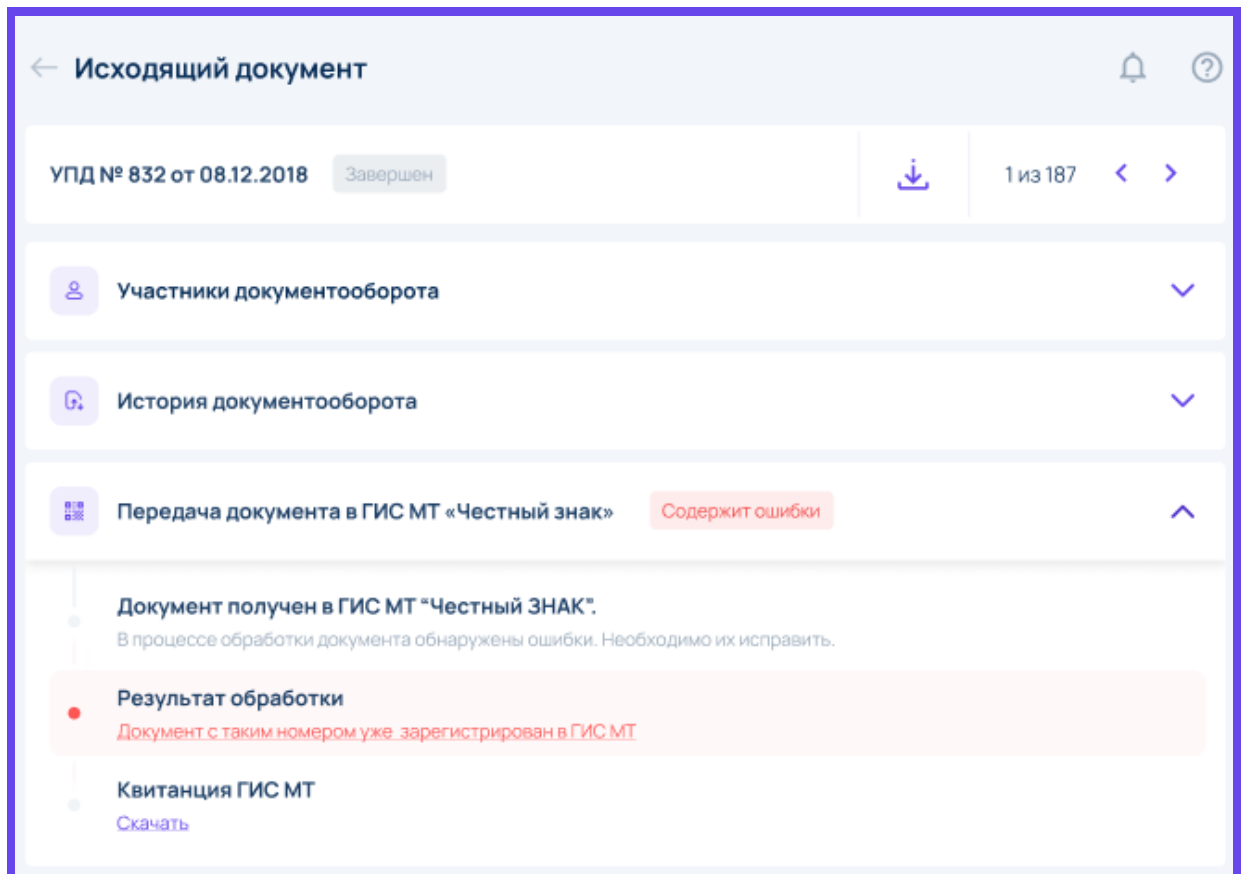 Исходящий документ
УПД № 832 от 08.12.2018 Завершен 1 из 187
Участники документооборота
История документооборота
Передача документа в ГИС МТ «Честный знак» Содержит ошибки
Документ получен в ГИС МТ “Честный ЗНАК”.
В процессе обработки документа обнаружены ошибки. Необходимо их исправить.
Результат обработки
Документ с таким номером уже зарегистрирован в ГИС МТ
Квитанция ГИС МТ
Скачать